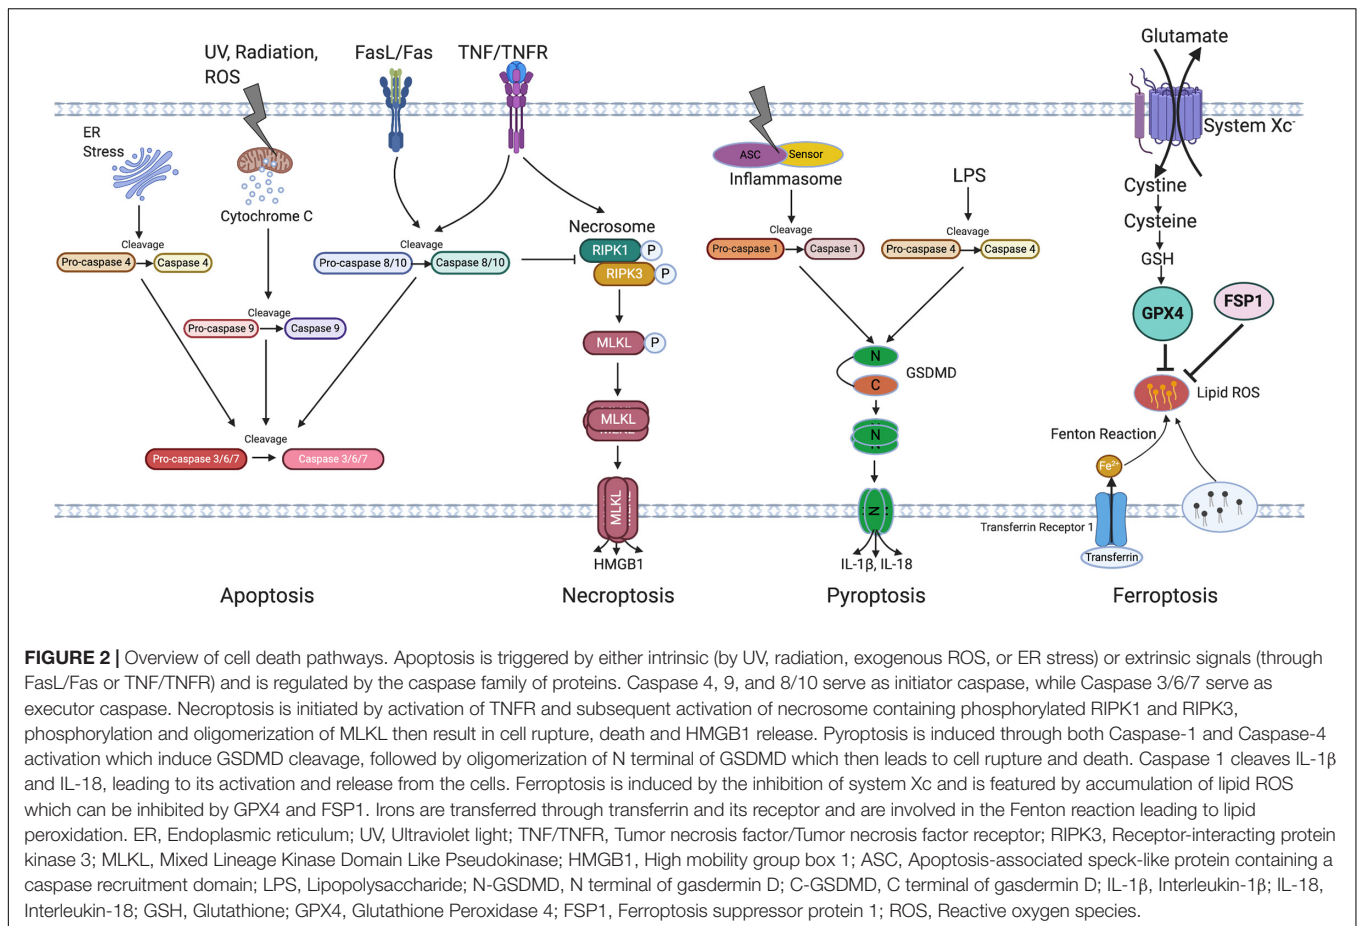 UV, Radiation,
ROS
FasL/Fas
TNF/TNFR
ER
Stress
Cytochrome C
Cleavage
Pro-caspase 4
Caspase 4
Cleavage
Pro-caspase 8/10
Caspase 8/10
Cleavage
Pro-caspase 9
Caspase 9
Cleavage
Pro-caspase 3/6/7
Caspase 3/6/7
Apoptosis
Necrosome
RIPK1
P
RIPK3
P
MLKL
P
MLKL
MLKL
MLKL
HMGB1
Necroptosis
ASC
Sensor
Inflammasome
LPS
Cleavage
Pro-caspase 1
Caspase 1
Cleavage
Pro-caspase 4
Caspase 4
N
C
GSDMD
N
N
N
IL-1β, IL-18
Pyroptosis
Glutamate
System Xc-
Cystine
Cysteine
GSH
GPX4
FSP1
Lipid ROS
Fenton Reaction
Fe2+
Transferrin Receptor 1
Transferrin
Ferroptosis
FIGURE 2 | Overview of cell death pathways. Apoptosis is triggered by either intrinsic (by UV, radiation, exogenous ROS, or ER stress) or extrinsic signals (through
FasL/Fas or TNF/TNFR) and is regulated by the caspase family of proteins. Caspase 4, 9, and 8/10 serve as initiator caspase, while Caspase 3/6/7 serve as
executor caspase. Necroptosis is initiated by activation of TNFR and subsequent activation of necrosome containing phosphorylated RIPK1 and RIPK3,
phosphorylation and oligomerization of MLKL then result in cell rupture, death and HMGB1 release. Pyroptosis is induced through both Caspase-1 and Caspase-4
activation which induce GSDMD cleavage, followed by oligomerization of N terminal of GSDMD which then leads to cell rupture and death. Caspase 1 cleaves IL-1β
and IL-18, leading to its activation and release from the cells. Ferroptosis is induced by the inhibition of system Xc and is featured by accumulation of lipid ROS
which can be inhibited by GPX4 and FSP1. Irons are transferred through transferrin and its receptor and are involved in the Fenton reaction leading to lipid
peroxidation. ER, Endoplasmic reticulum; UV, Ultraviolet light; TNF/TNFR, Tumor necrosis factor/Tumor necrosis factor receptor; RIPK3, Receptor-interacting protein
kinase 3; MLKL, Mixed Lineage Kinase Domain Like Pseudokinase; HMGB1, High mobility group box 1; ASC, Apoptosis-associated speck-like protein containing a
caspase recruitment domain; LPS, Lipopolysaccharide; N-GSDMD, N terminal of gasdermin D; C-GSDMD, C terminal of gasdermin D; IL-1β, Interleukin-1β; IL-18,
Interleukin-18; GSH, Glutathione; GPX4, Glutathione Peroxidase 4; FSP1, Ferroptosis suppressor protein 1; ROS, Reactive oxygen species.